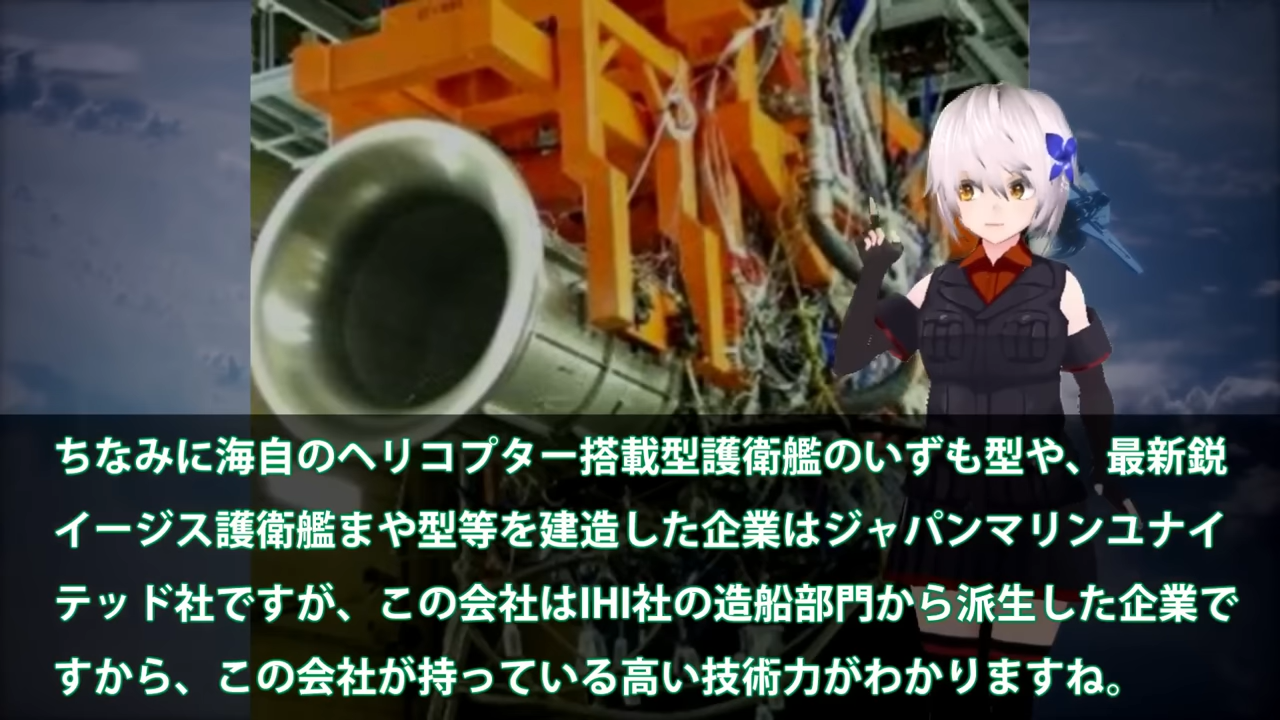 ちなみに海自のヘリコプター搭載型護衛艦のいずも型や、最新鋭
イージス護衛艦まや型等を建造した企業はジャパンマリンユナイ
テッド社ですが、この会社はIHI社の造船部門から派生した企業で
すから、この会社が持っている高い技術力がわかりますね。